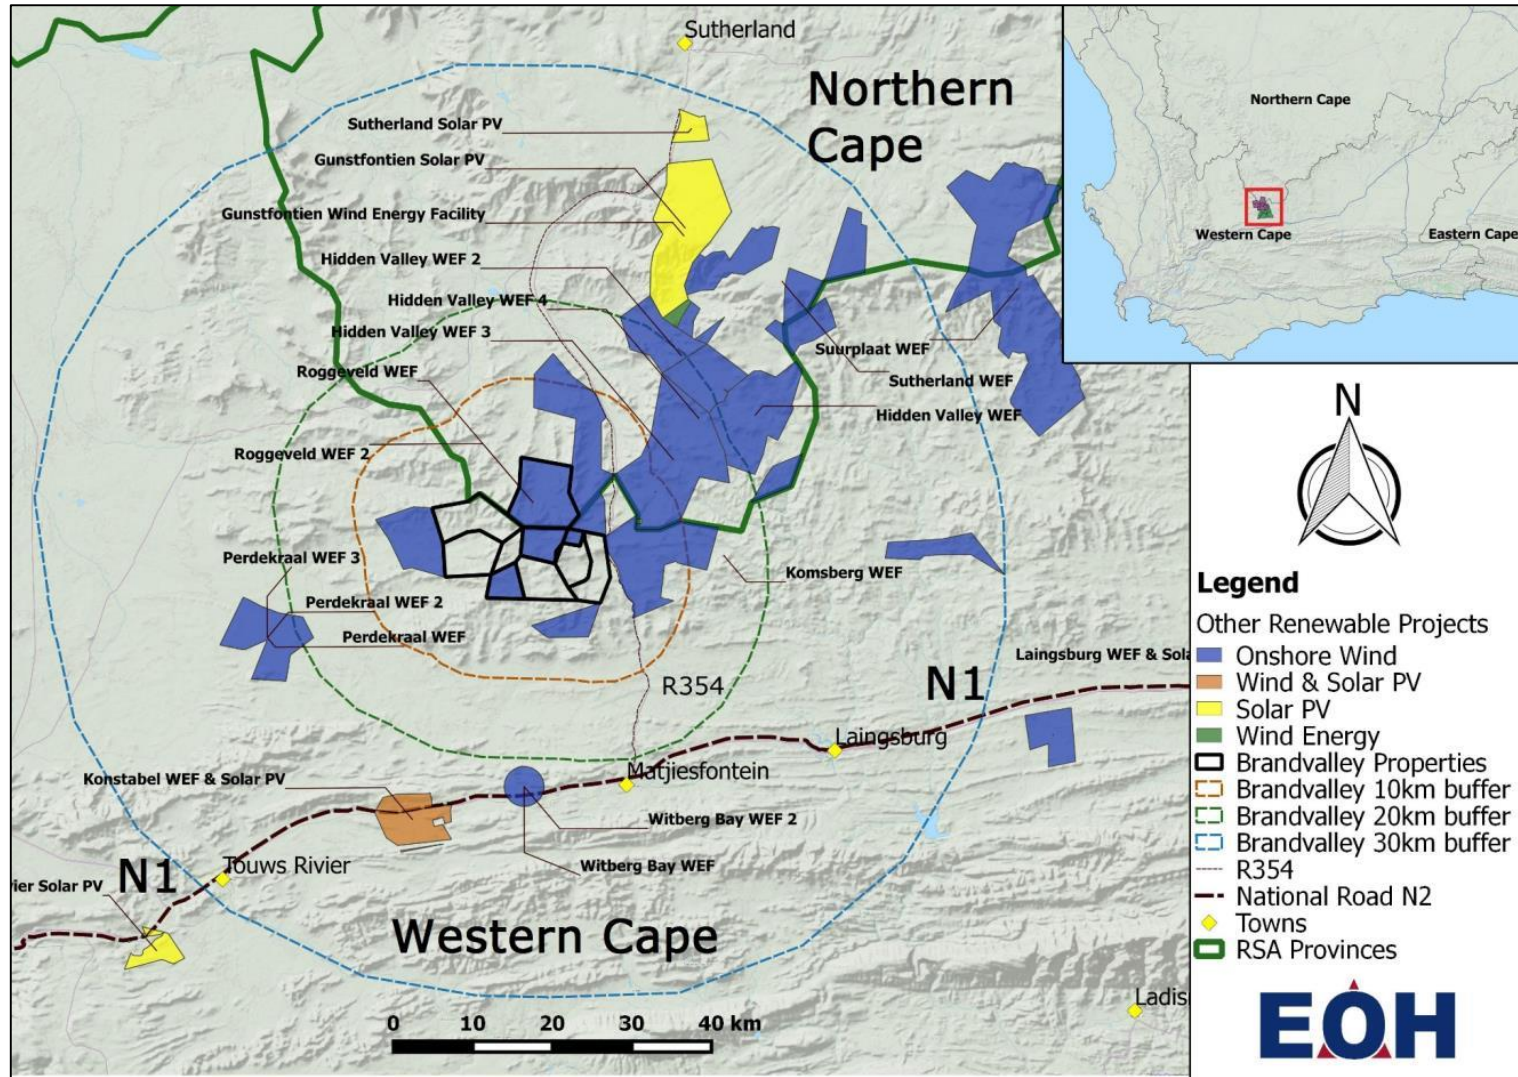 Sutherland
Northern
Cape
Sutherland Solar PV
Gunstfontien Solar PV
Gunstfontien Wind Energy Facility
Hidden Valley WEF 2
Hidden Valley WEF 4
Hidden Valley WEF 3
Roggeveld WEF
Roggeveld WEF 2
Suurplaat WEF
Sutherland WEF
Hidden Valley WEF
Perdekraal WEF 3
Perdekraal WEF 2
Perdekraal WEF
Komsberg WEF
Laingsburg WEF & Sola
R354
N1
Laingsburg
Matjiesfontein
Konstabel WEF & Solar PV
Witberg Bay WEF 2
Witberg Bay WEF
Touws Rivier
N1
vier Solar PV
Western Cape
Ladis
0 10 20 30 40 km
Northern Cape
Western Cape
Eastern Cape
N
Legend
Other Renewable Projects
Onshore Wind
Wind & Solar PV
Solar PV
Wind Energy
Brandvalley Properties
Brandvalley 10km buffer
Brandvalley 20km buffer
Brandvalley 30km buffer
R354
National Road N2
Towns
RSA Provinces
EOH